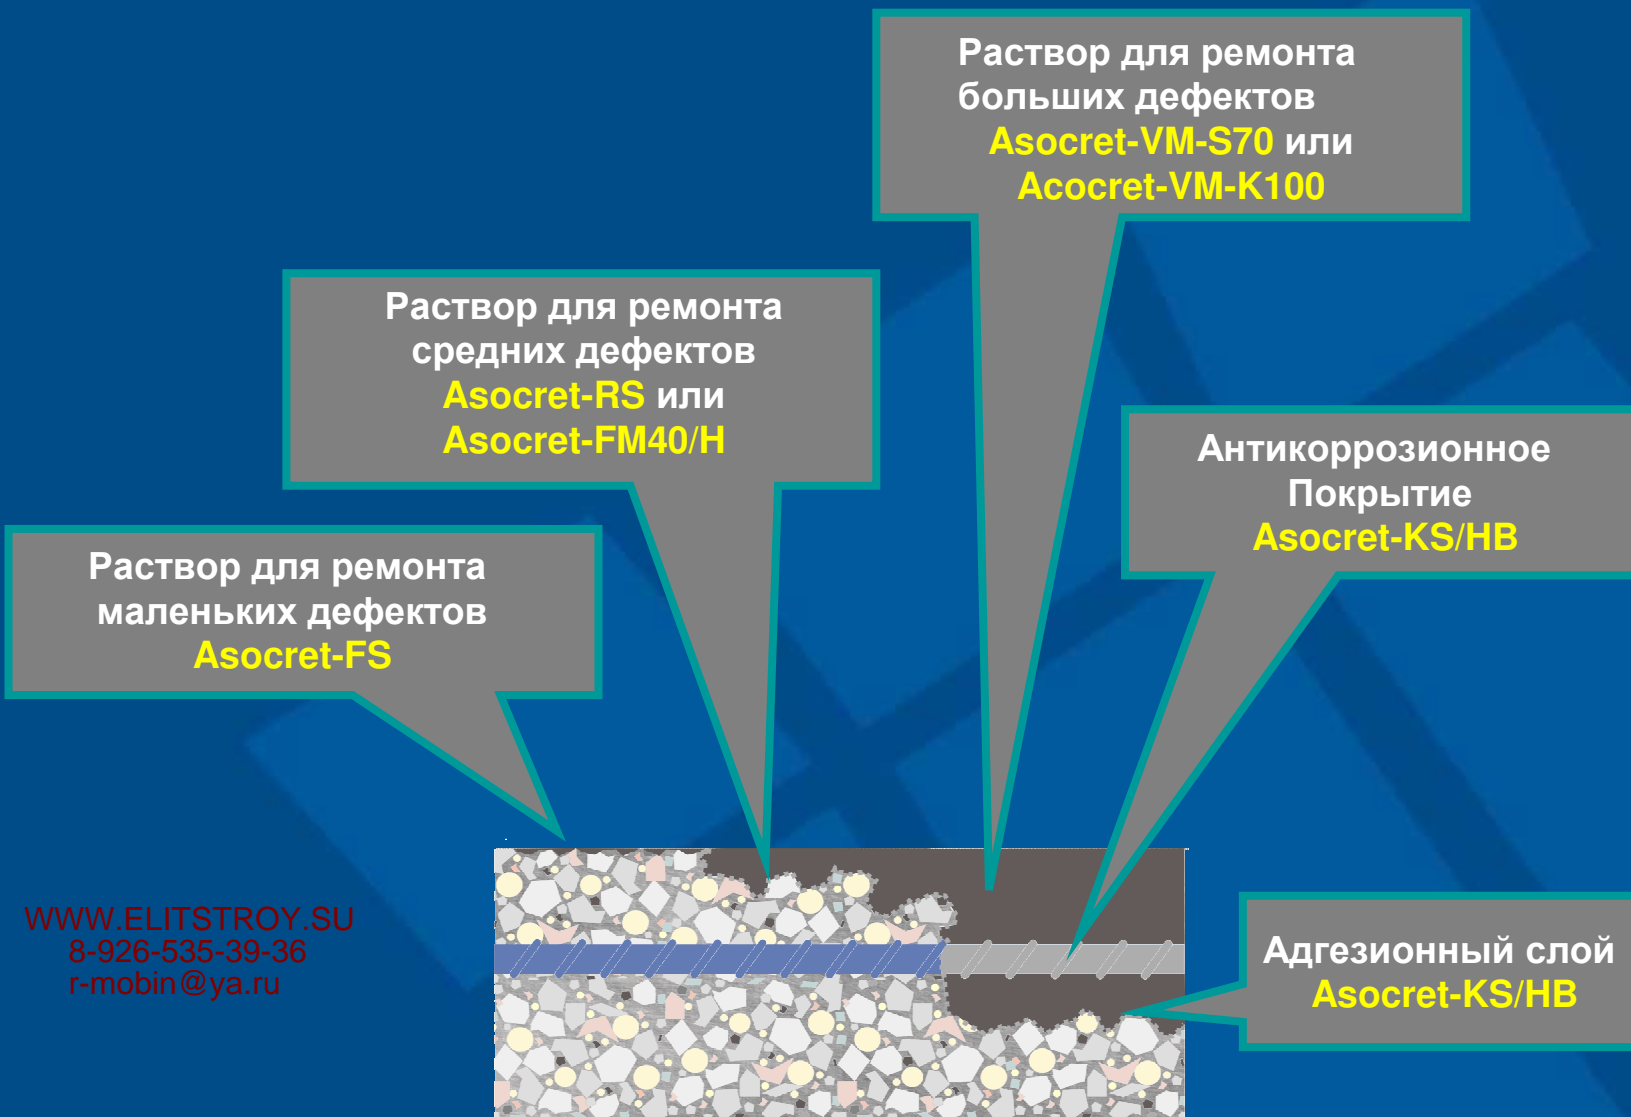 Раствор для ремонта
больших дефектов
Asocret-VM-S70 или
Acocret-VM-K100
Раствор для ремонта
средних дефектов
Asocret-RS или
Asocret-FM40/H
Антикоррозионное
Покрытие
Asocret-KS/HB
Раствор для ремонта
маленьких дефектов
Asocret-FS
WWW.ELITSTROY.SU
8-926-535-39-36
r-mobin@ya.ru
Адгезионный слой
Asocret-KS/HB